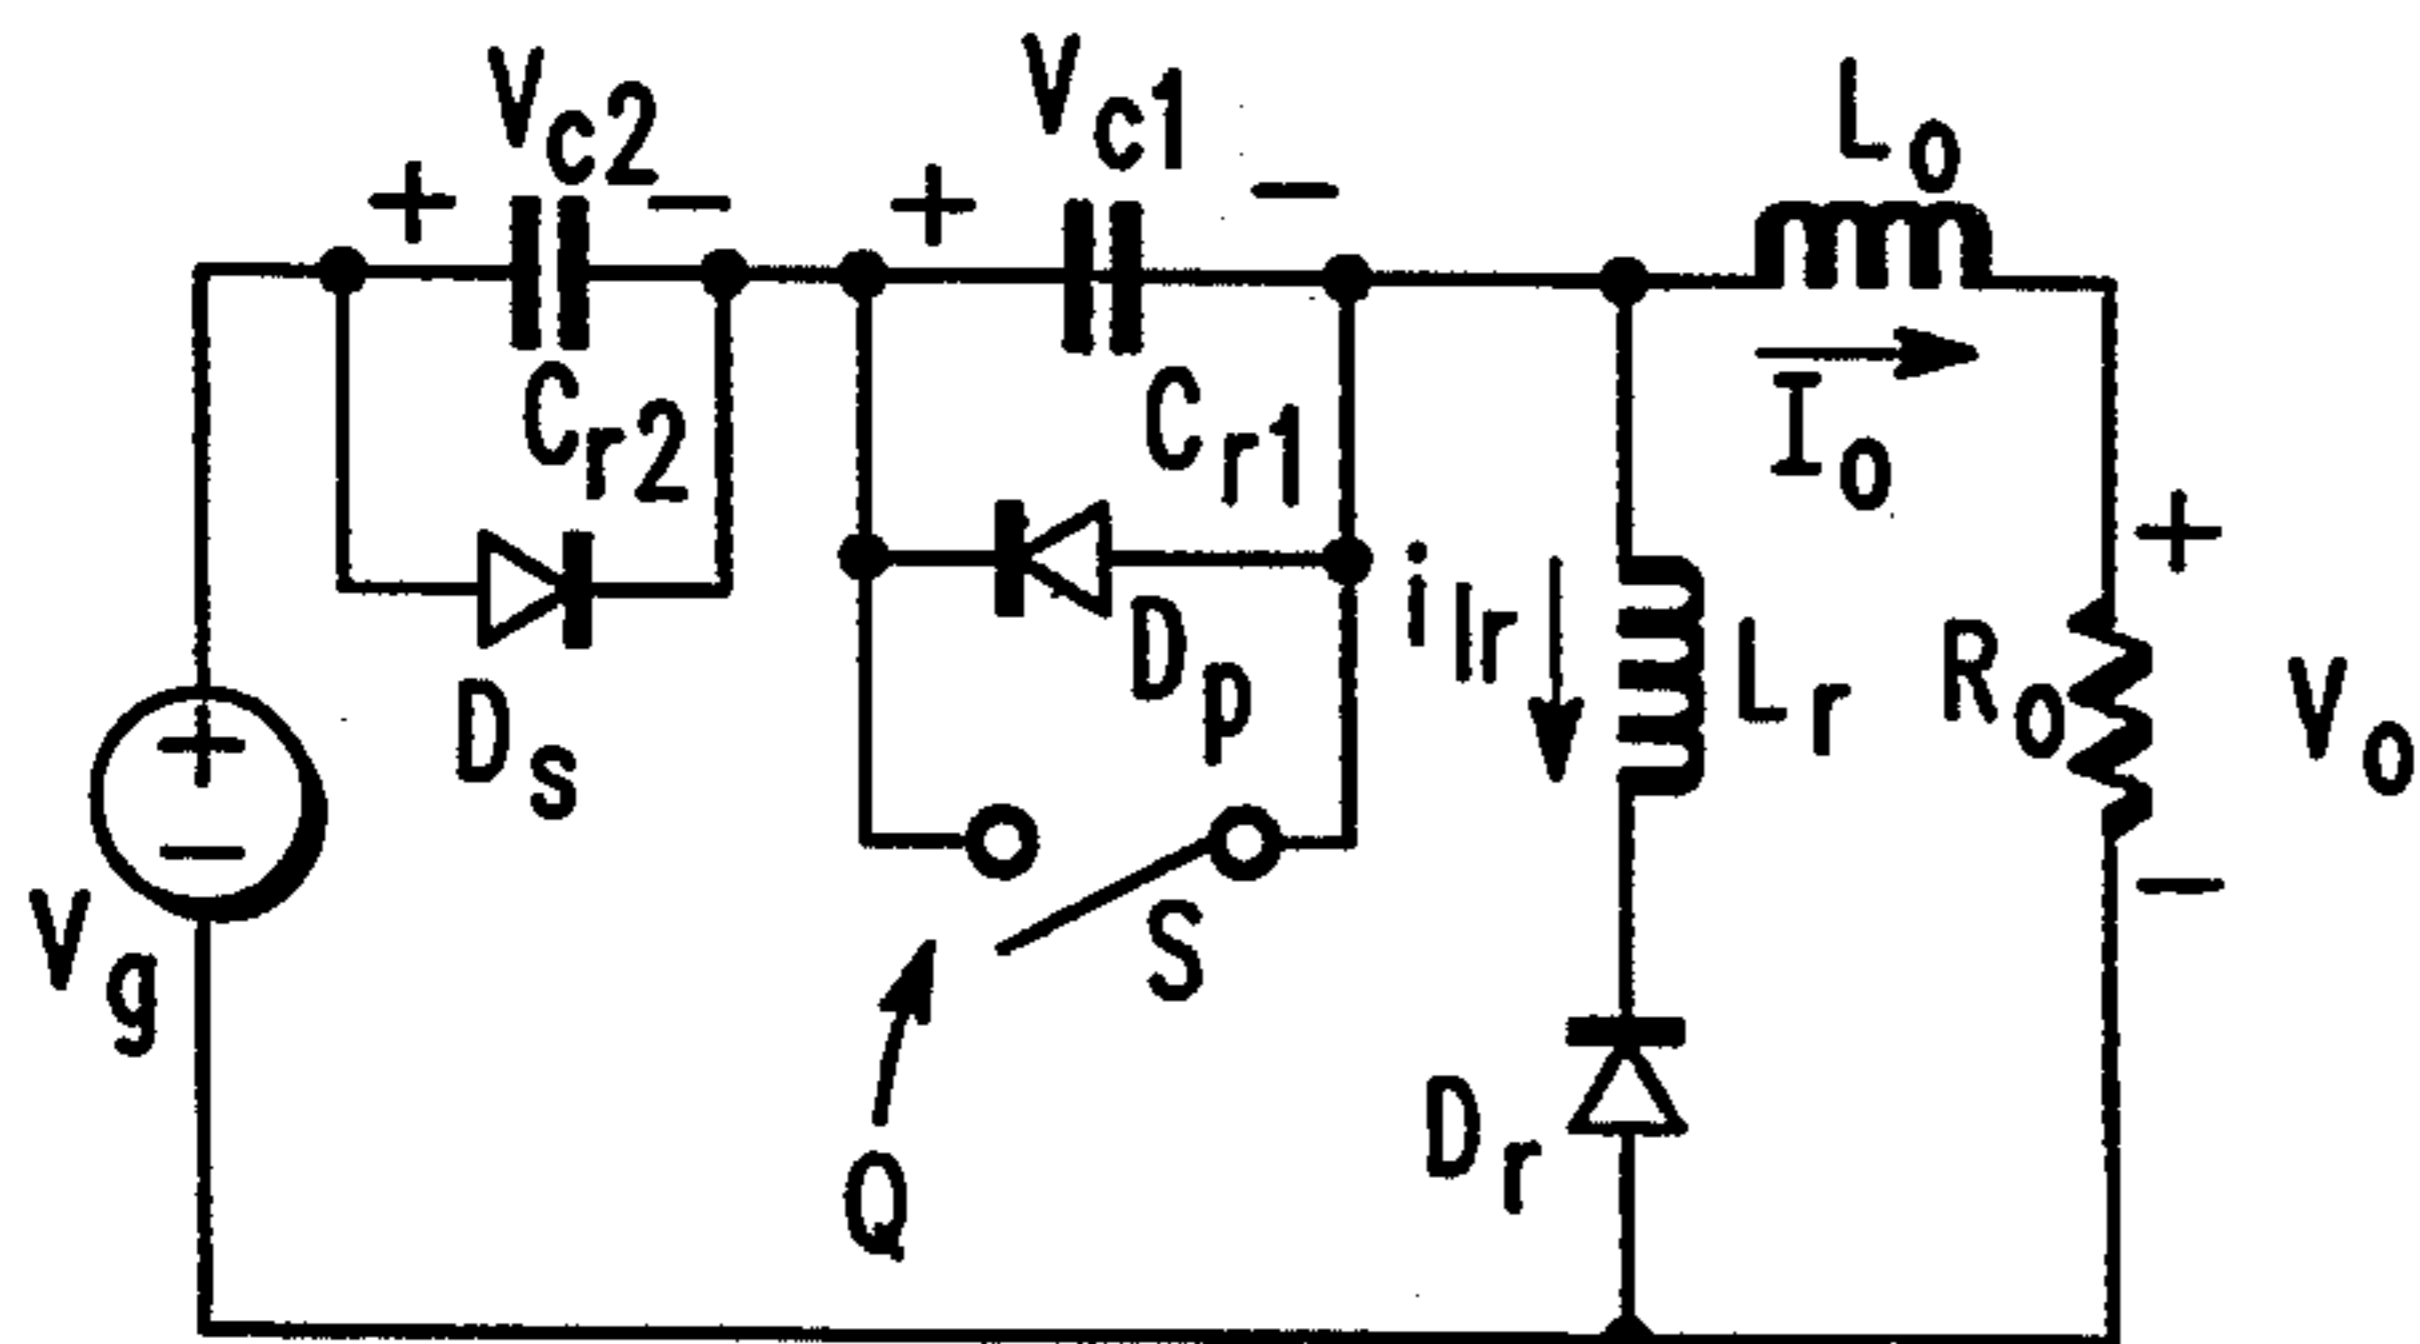 Vc2
Vc1
Lo
+
−
+
−
Cr2
Cr1
Io
Ds
Dp
ilr
Lr
Ro
+
Vo
−
+
−
Vg
S
Q
Dr